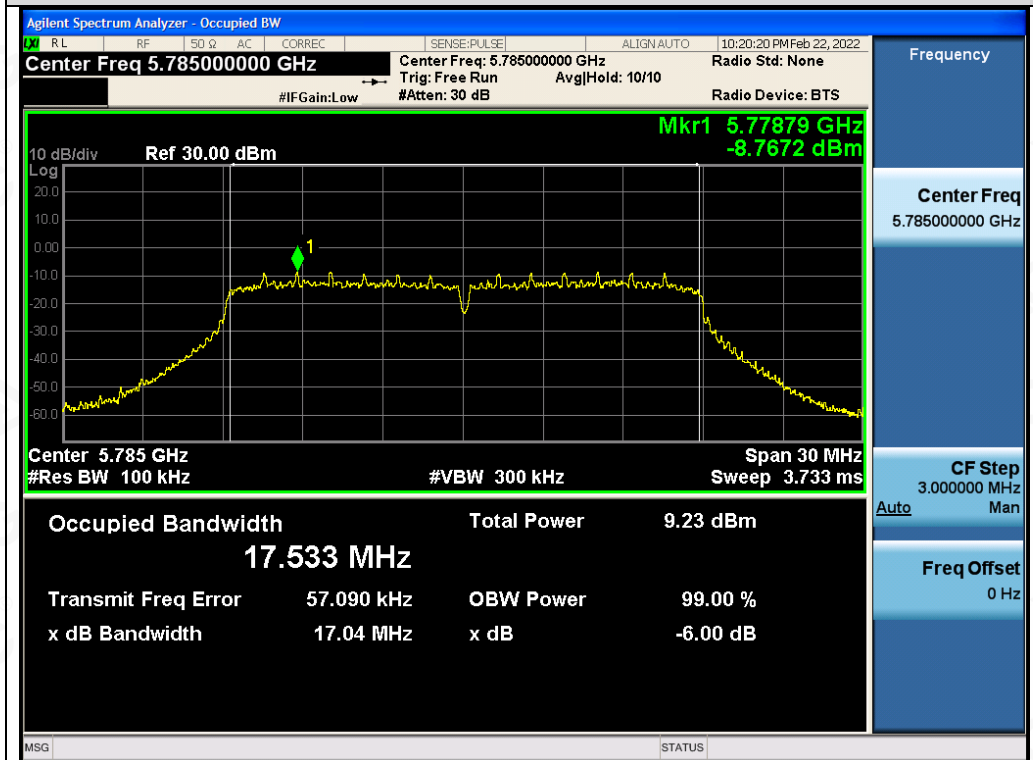 Agilent Spectrum Analyzer - Occupied BW
LXI RL RF 50 Ω AC CORREC SENSE:PULSE ALIGN AUTO 10:20:20 PM Feb 22, 2022
Center Freq 5.785000000 GHz
Center Freq: 5.785000000 GHz
Radio Std: None
Trig: Free Run Avg|Hold: 10/10
#IFGain:Low
#Atten: 30 dB
Radio Device: BTS
Frequency
Mkr1 5.77879 GHz
-8.7672 dBm
10 dB/div Ref 30.00 dBm
Log
20.0
10.0
0.00
-10.0
-20.0
-30.0
-40.0
-50.0
-60.0
1
Center 5.785 GHz Span 30 MHz
#Res BW 100 kHz #VBW 300 kHz Sweep 3.733 ms
Occupied Bandwidth Total Power 9.23 dBm
17.533 MHz
Transmit Freq Error 57.090 kHz OBW Power 99.00 %
x dB Bandwidth 17.04 MHz x dB -6.00 dB
Center Freq
5.785000000 GHz
CF Step
3.000000 MHz
Auto Man
Freq Offset
0 Hz
MSG STATUS